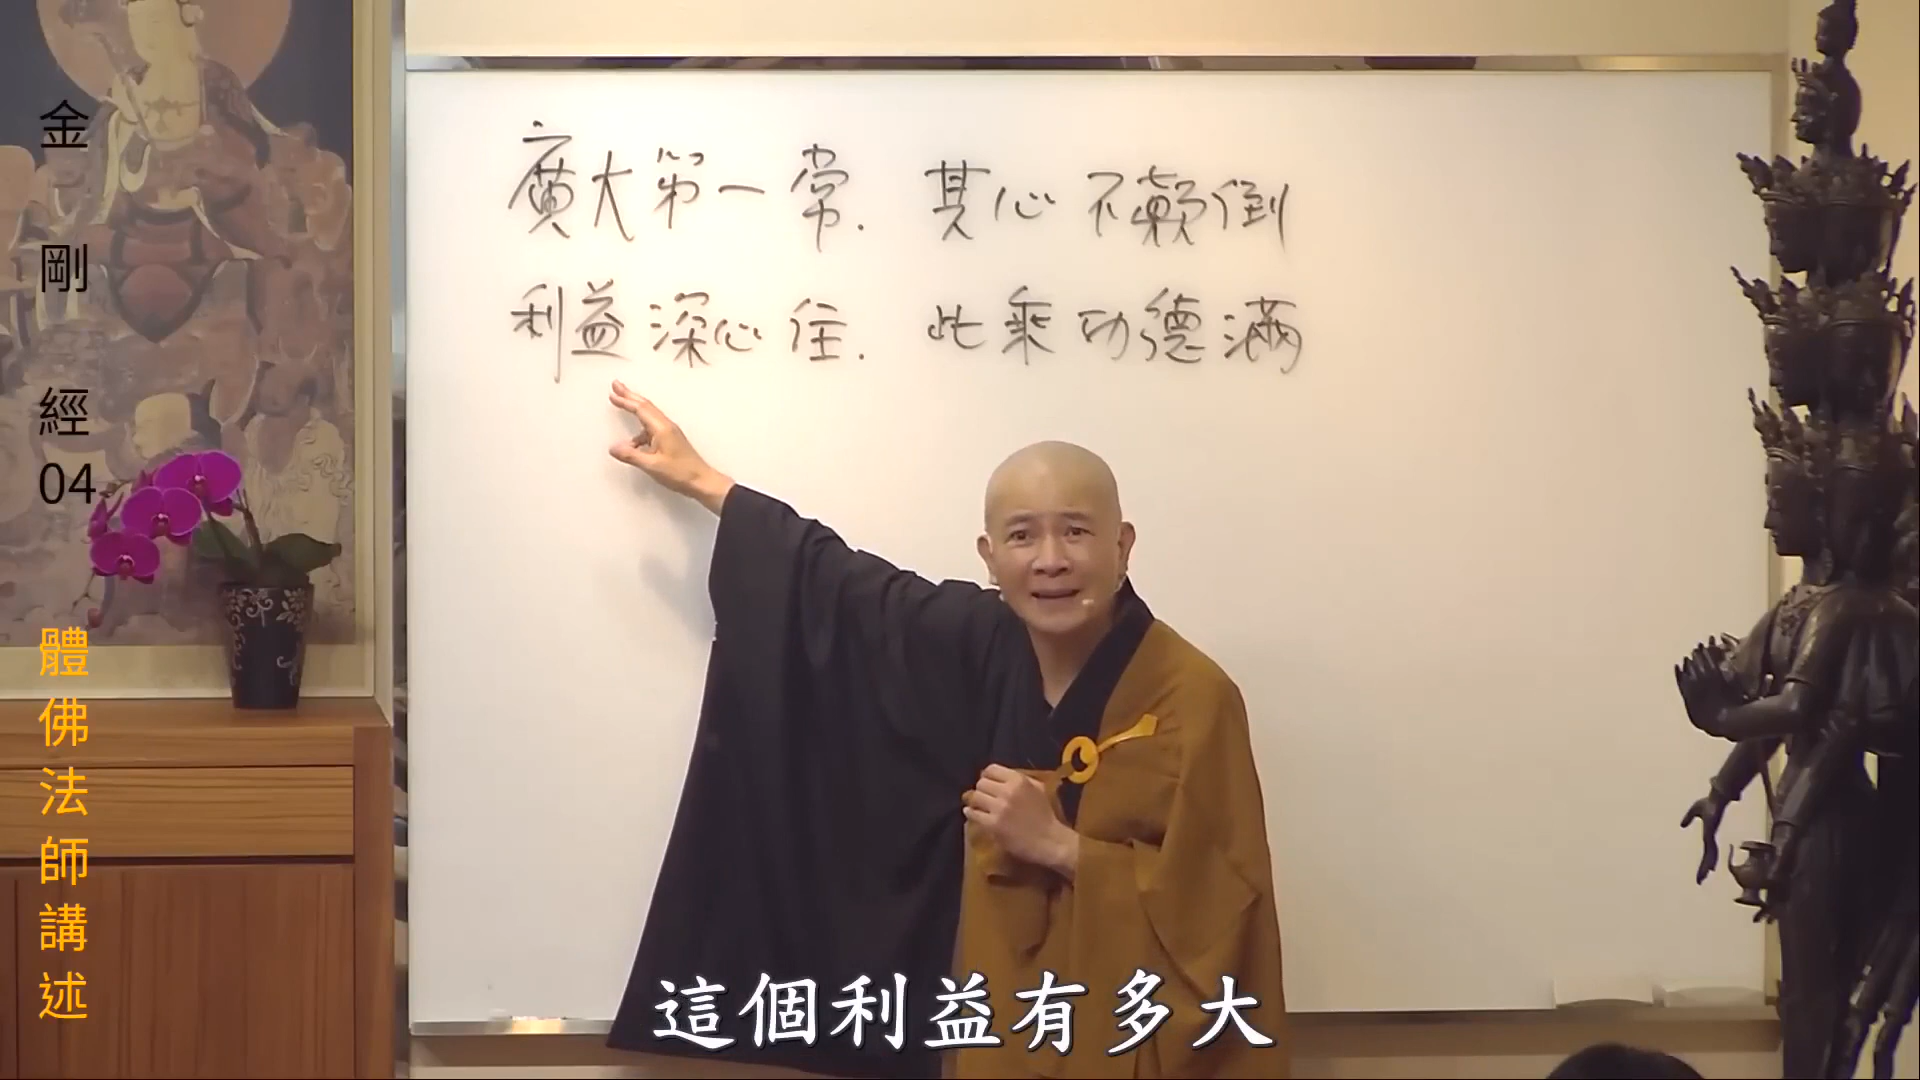 金剛經04
體佛法師講述
廣大第一常. 其心不顛倒
利益深心住. 此乘功德滿
這個利益有多大